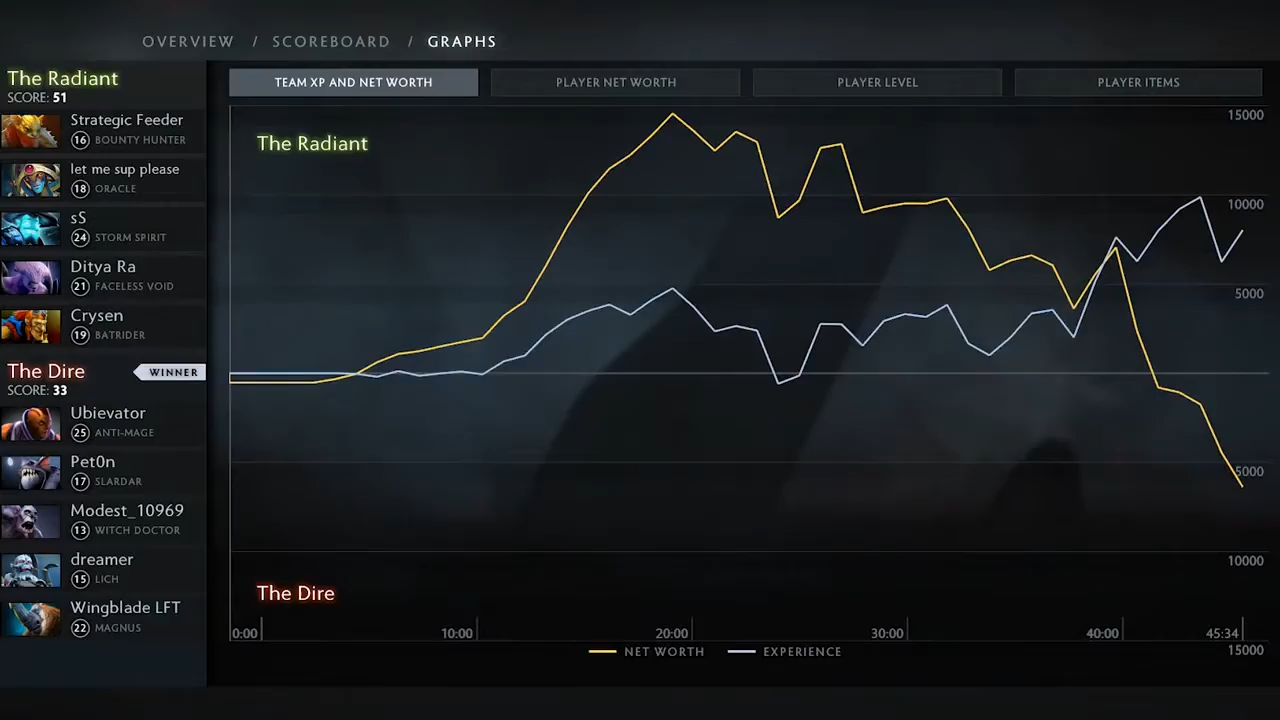 OVERVIEW / SCOREBOARD / GRAPHS
The Radiant
SCORE: 51
Strategic Feeder
16 BOUNTY HUNTER
let me sup please
18 ORACLE
sS
24 STORM SPIRIT
Ditya Ra
21 FACELESS VOID
Crysen
19 BATRIDER
The Dire
WINNER
SCORE: 33
Ubievator
25 ANTI-MAGE
Pet0n
17 SLARDAR
Modest_10969
13 WITCH DOCTOR
dreamer
15 LICH
Wingblade LFT
22 MAGNUS
TEAM XP AND NET WORTH
PLAYER NET WORTH
PLAYER LEVEL
PLAYER ITEMS
The Radiant
15000
10000
5000
5000
10000
15000
The Dire
0:00 10:00 20:00 30:00 40:00 45:34
NET WORTH EXPERIENCE